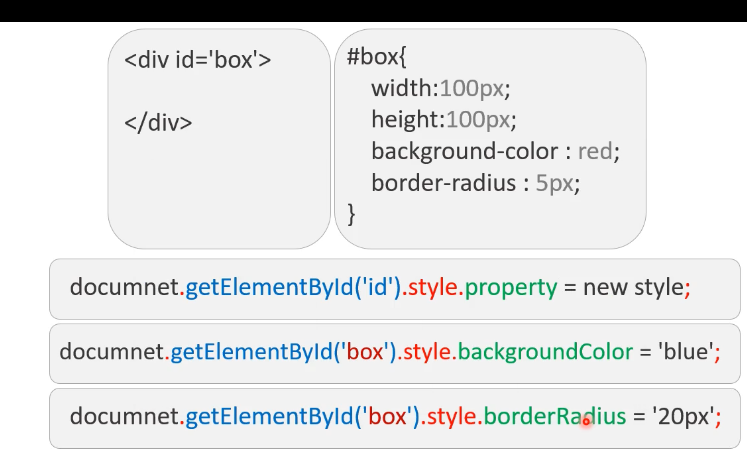 <div id='box'>
</div>
#box{
width:100px;
height:100px;
background-color : red;
border-radius : 5px;
}
documnet.getElementById('id').style.property = new style;
documnet.getElementById('box').style.backgroundColor = 'blue';
documnet.getElementById('box').style.borderRadius = '20px';